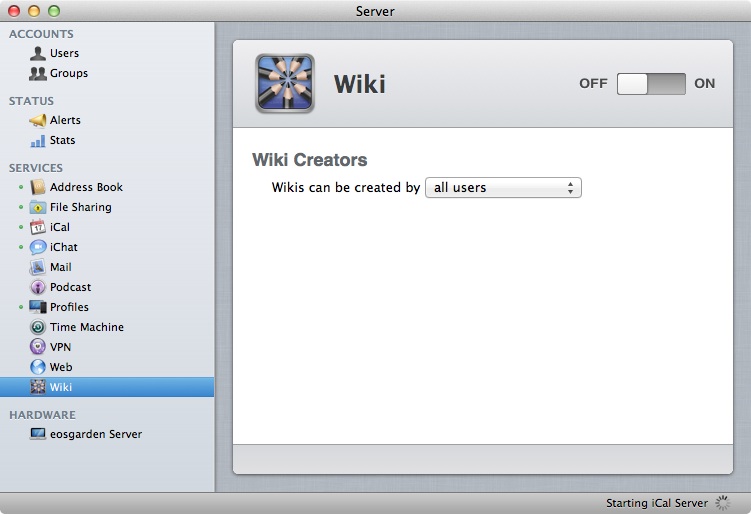 Server
ACCOUNTS
Users
Groups
STATUS
Alerts
Stats
SERVICES
Address Book
File Sharing
17
iCal
iChat
Mail
Podcast
Profiles
Time Machine
VPN
Web
Wiki
HARDWARE
eosgarden Server
Wiki
OFF ON
Wiki Creators
Wikis can be created by all users
Starting iCal Server